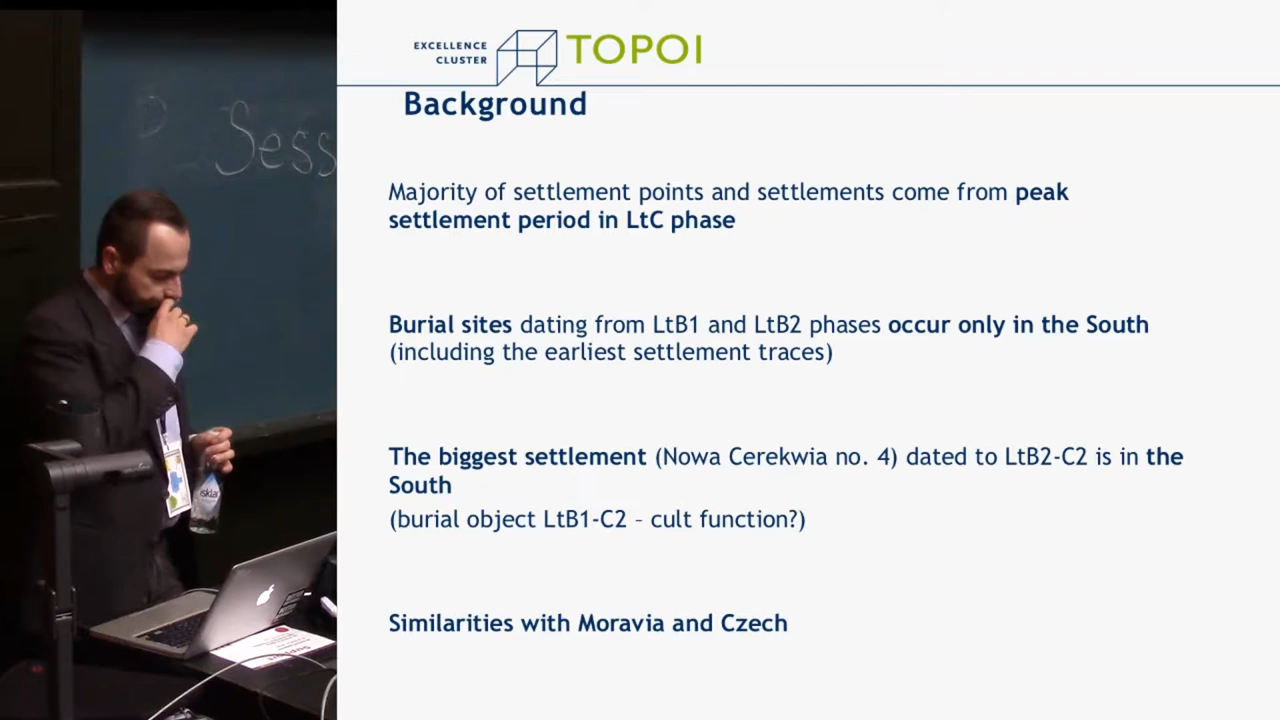 EXCELLENCE
CLUSTER
TOPOI
Background
Majority of settlement points and settlements come from peak
settlement period in LtC phase
Burial sites dating from LtB1 and LtB2 phases occur only in the South
(including the earliest settlement traces)
The biggest settlement (Nowa Cerekwia no. 4) dated to LtB2-C2 is in the
South
(burial object LtB1-C2 – cult function?)
Similarities with Moravia and Czech
Sess